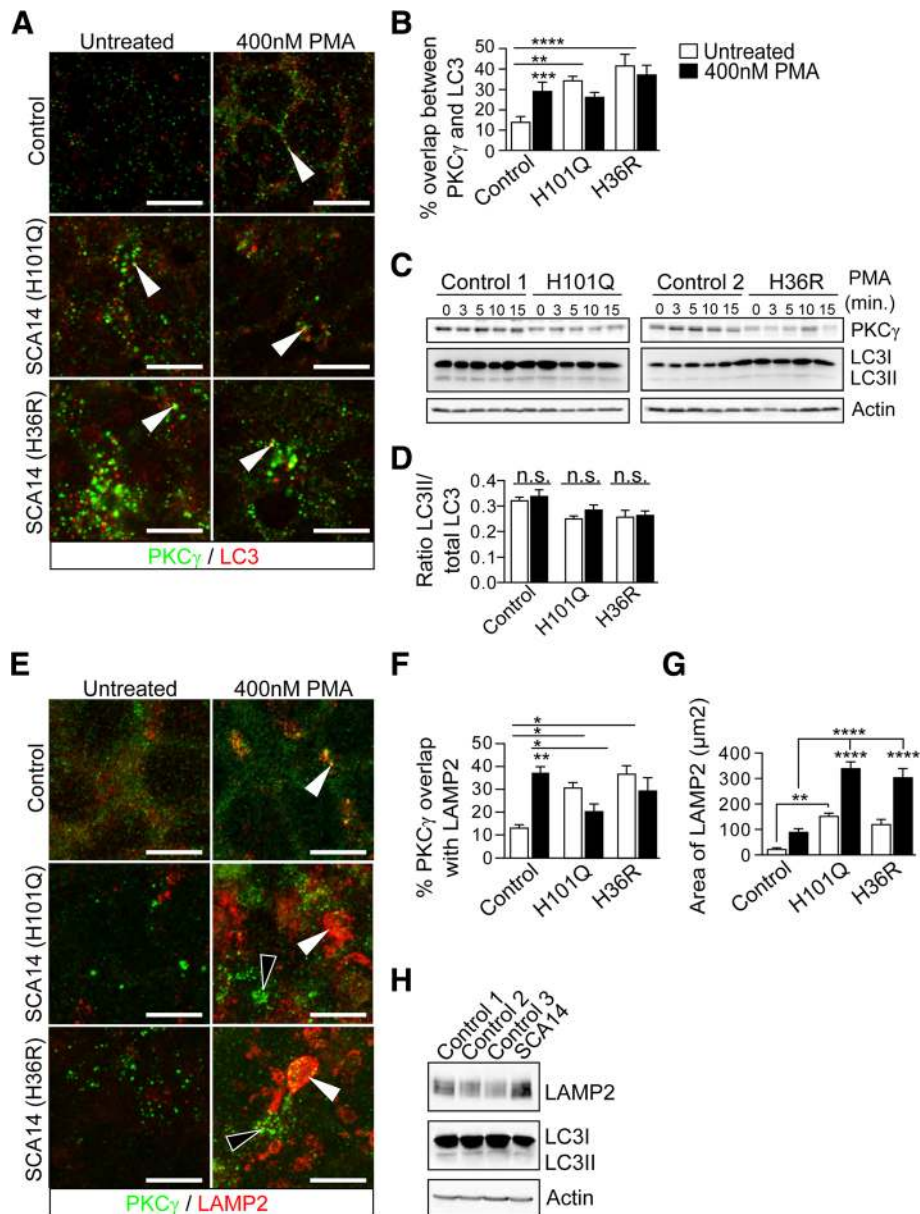 A
Untreated 400nM PMA
Control
SCA14 (H101Q)
SCA14 (H36R)
PKCγ / LC3
B
**** 
**
***
Untreated
400nM PMA
% overlap between
PKCγ and LC3
50
40
30
20
10
0
Control H101Q H36R
C
Control 1 H101Q Control 2 H36R PMA
0 3 5 10 15 0 3 5 10 15 0 3 5 10 15 0 3 5 10 15 (min.)
PKCγ
LC3I
LC3II
Actin
D
n.s. n.s. n.s.
Ratio LC3II/
total LC3
0.4
0.3
0.2
0.1
0.0
Control H101Q H36R
E
Untreated 400nM PMA
Control
SCA14 (H101Q)
SCA14 (H36R)
PKCγ / LAMP2
F
*
*
*
**
% PKCγ overlap
with LAMP2
50
40
30
20
10
0
Control H101Q H36R
G
****
**** ****
**
Area of LAMP2 (µm2)
400
300
200
100
0
Control H101Q H36R
H
Control 1 Control 2 Control 3 SCA14
LAMP2
LC3I
LC3II
Actin